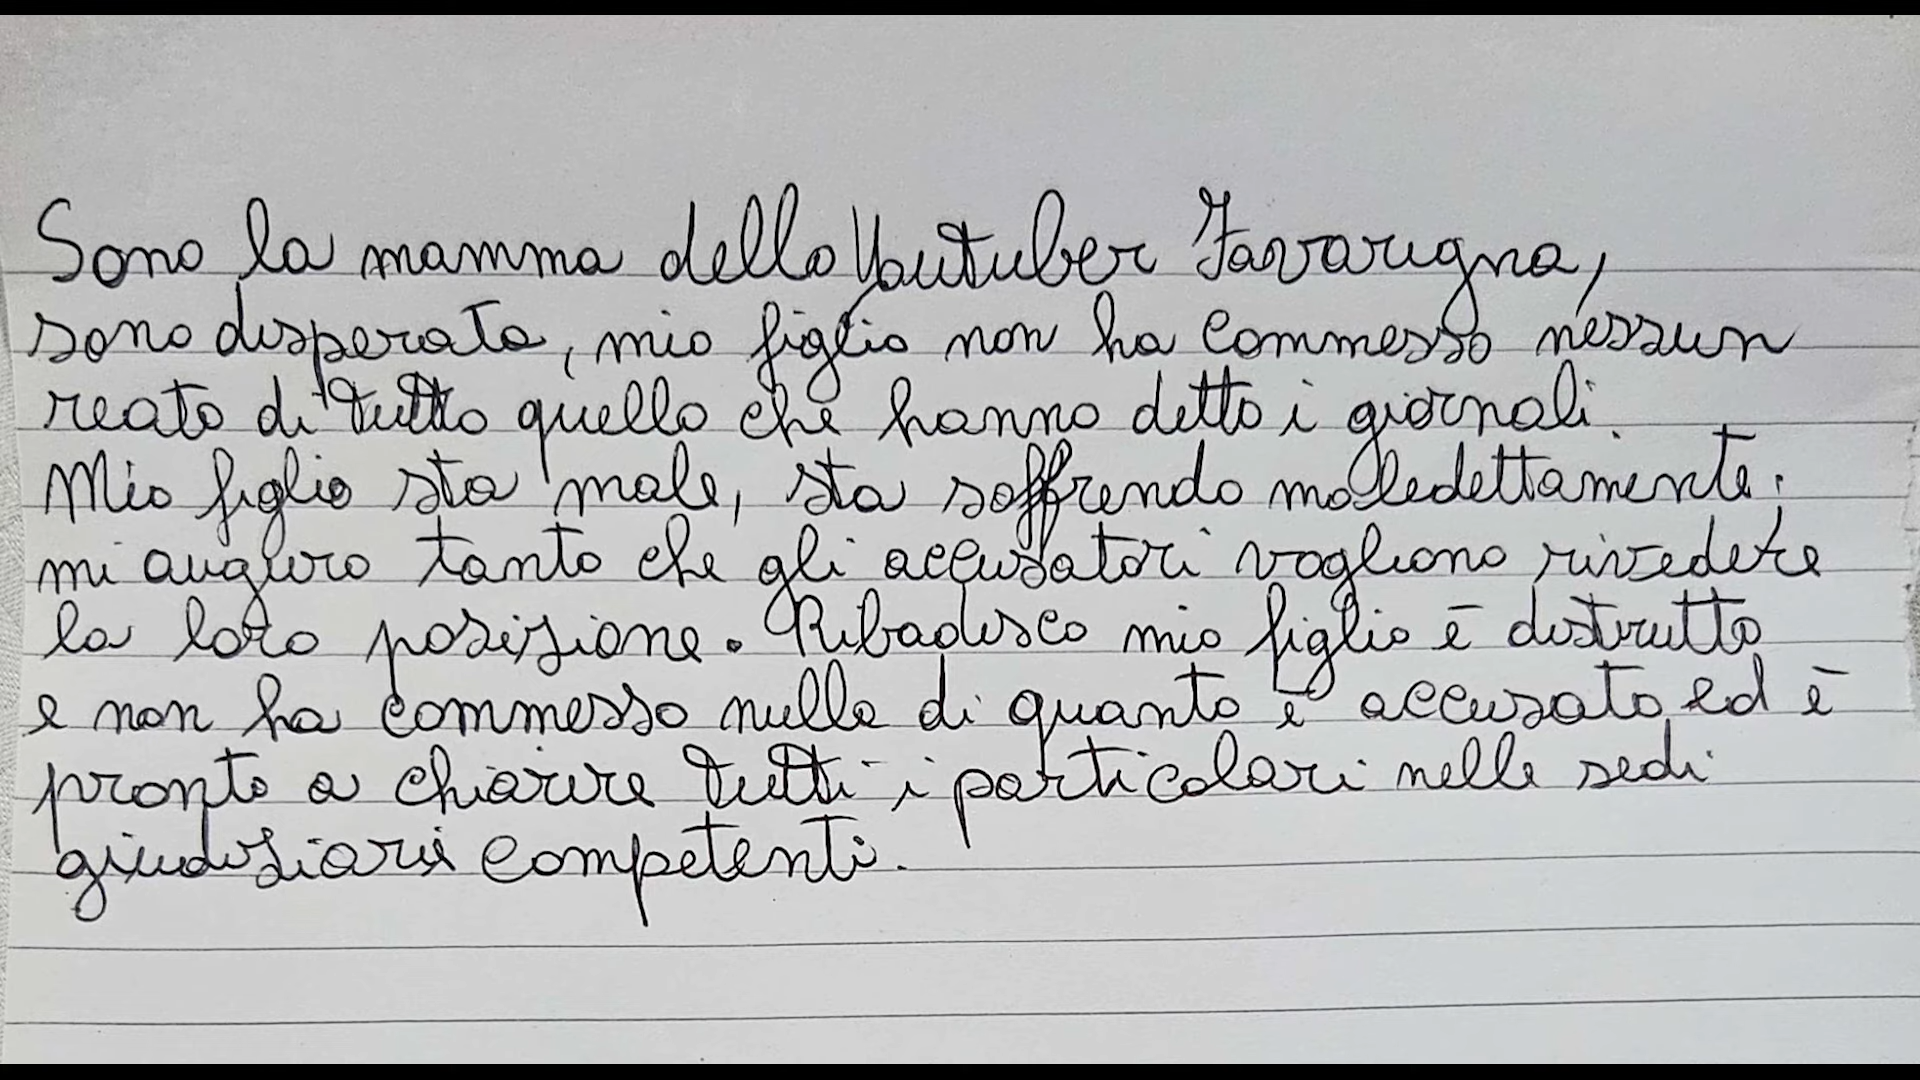 Sono la mamma dello Youtuber Favarigna,
sono disperata, mio figlio non ha commesso nessun
reato di tutto quello che hanno detto i giornali.
Mio figlio sta male, sta soffrendo maledettamente.
mi auguro tanto che gli accusatori vogliono rivedere
la loro posizione. Ribadisco mio figlio è distrutto
e non ha commesso nulla di quanto è accusato, ed è
pronto a chiarire tutti i particolari nelle sedi
giudiziarie competenti.